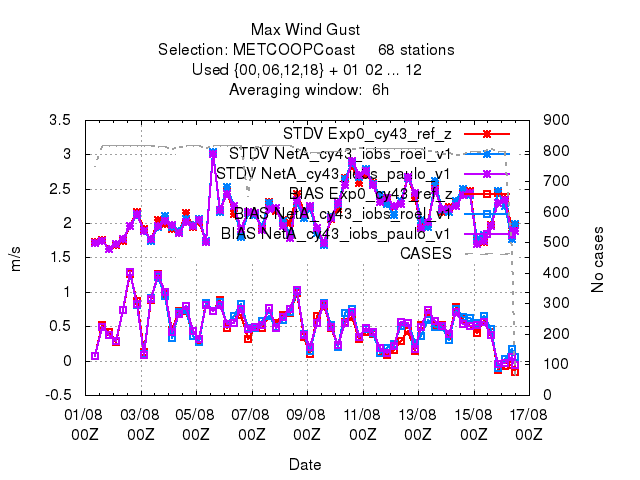 Max Wind Gust
Selection: METCOOPCoast 68 stations
Used {00,06,12,18} + 01 02 ... 12
Averaging window: 6h
STDV Exp0_cy43_ref_z
STDV NetA_cy43_iobs_roel_v1
STDV NetA_cy43_iobs_paulo_v1
BIAS Exp0_cy43_ref_z
BIAS NetA_cy43_iobs_roel_v1
BIAS NetA_cy43_iobs_paulo_v1
CASES
3.5
3
2.5
2
1.5
1
0.5
0
-0.5
m/s
900
800
700
600
500
400
300
200
100
0
No cases
01/08 03/08 05/08 07/08 09/08 11/08 13/08 15/08 17/08
00Z 00Z 00Z 00Z 00Z 00Z 00Z 00Z 00Z
Date